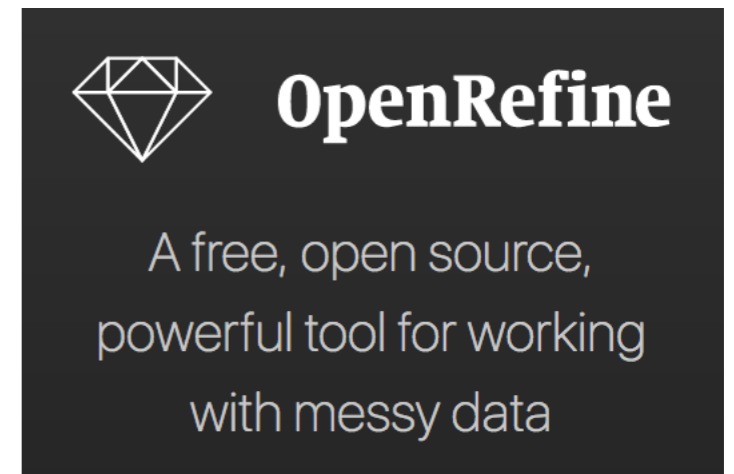 OpenRefine
A free, open source,
powerful tool for working
with messy data